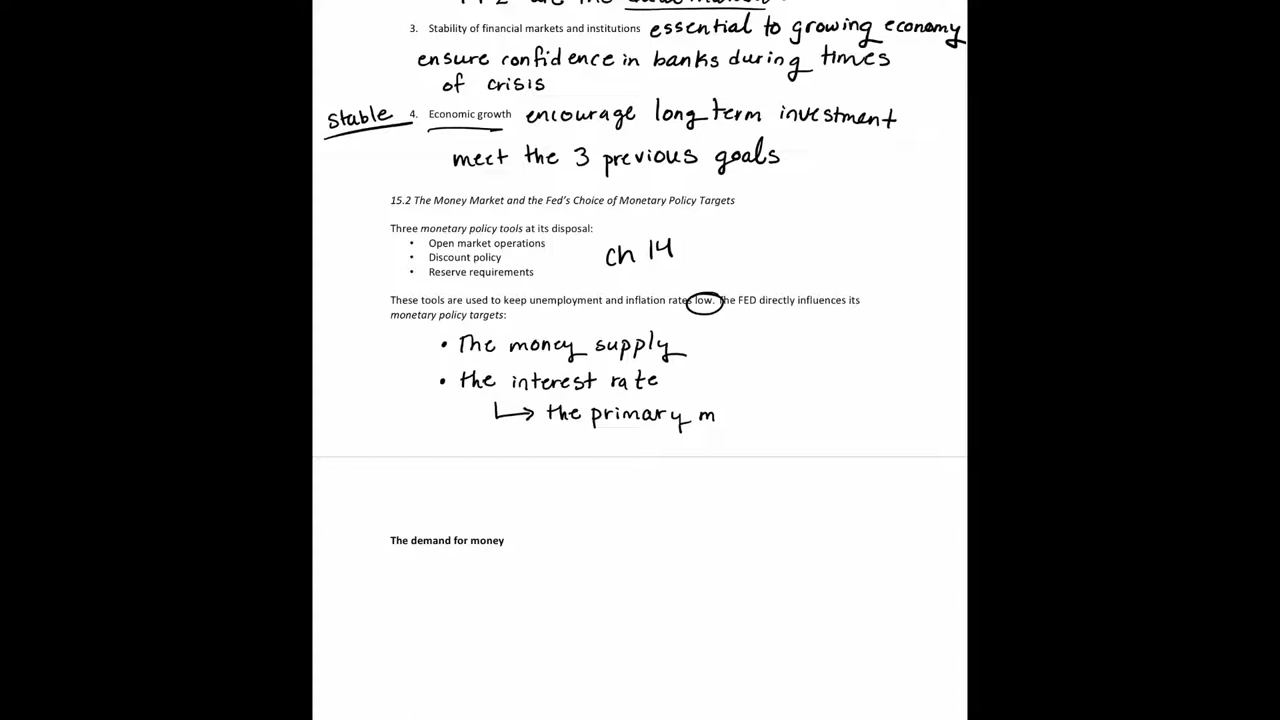 3. Stability of financial markets and institutions essential to growing economy
ensure confidence in banks during times
of crisis
stable 4. Economic growth encourage long term investment
meet the 3 previous goals
15.2 The Money Market and the Fed's Choice of Monetary Policy Targets
Three monetary policy tools at its disposal:
• Open market operations
• Discount policy ch 14
• Reserve requirements
These tools are used to keep unemployment and inflation rates low. The FED directly influences its
monetary policy targets:
• The money supply
• the interest rate
↳ the primary m
The demand for money